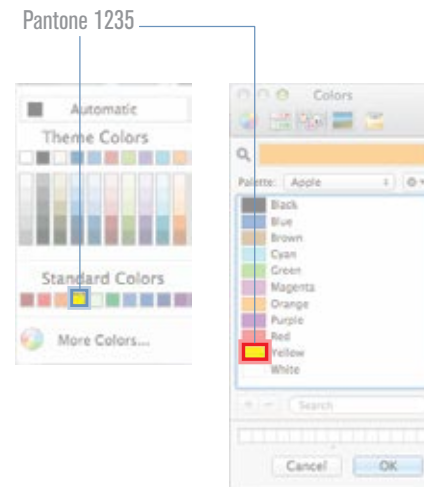 Pantone 1235
Automatic
Theme Colors
Standard Colors
More Colors...
Colors
Palette: Apple
Black
Blue
Brown
Cyan
Green
Magenta
Orange
Purple
Red
Yellow
White
Search
Cancel
OK